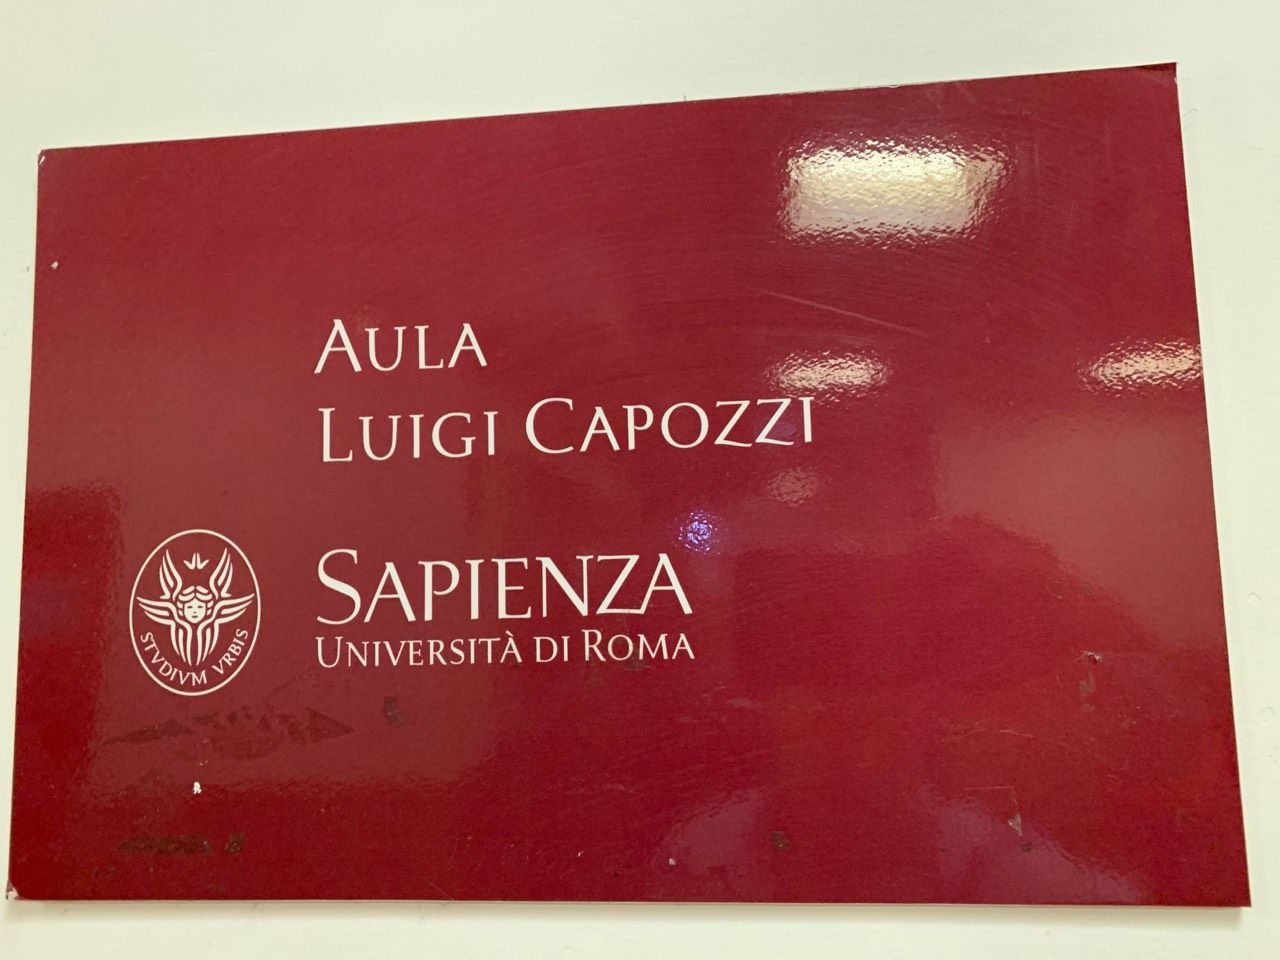 AULA
LUIGI CAPOZZI
SAPIENZA
UNIVERSITÀ DI ROMA
STVDIVM VRBIS